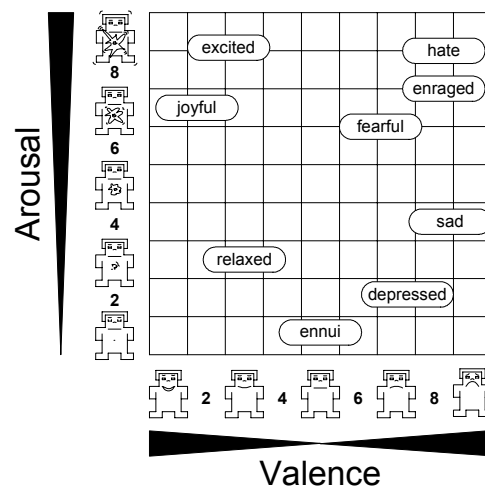 excited
hate
8
enraged
joyful
fearful
6
Arousal
4
sad
relaxed
2
depressed
ennui
2 4 6 8
Valence